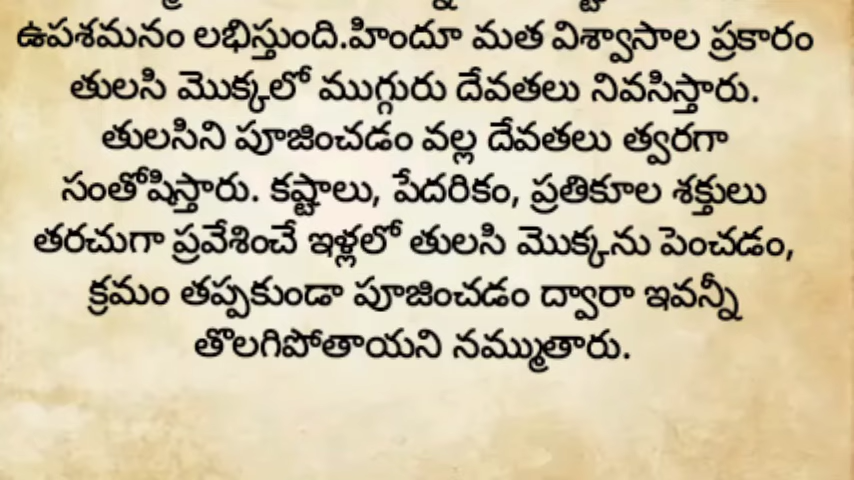 ఉపశమనం లభిస్తుంది.హిందూ మత విశ్వాసాల ప్రకారం
తులసి మొక్కలో ముగ్గురు దేవతలు నివసిస్తారు.
తులసిని పూజించడం వల్ల దేవతలు త్వరగా
సంతోషిస్తారు. కష్టాలు, పేదరికం, ప్రతికూల శక్తులు
తరచుగా ప్రవేశించే ఇళ్లలో తులసి మొక్కను పెంచడం,
క్రమం తప్పకుండా పూజించడం ద్వారా ఇవన్నీ
తొలగిపోతాయని నమ్ముతారు.